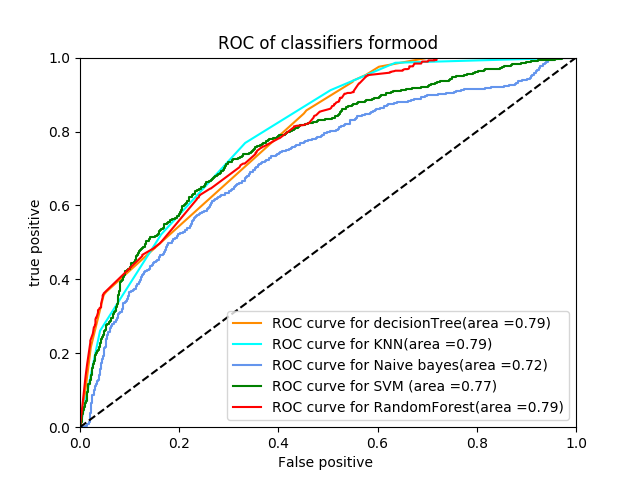 ROC of classifiers formood
1.0
0.8
0.6
0.4
0.2
0.0
true positive
ROC curve for decisionTree(area =0.79)
ROC curve for KNN(area =0.79)
ROC curve for Naive bayes(area =0.72)
ROC curve for SVM (area =0.77)
ROC curve for RandomForest(area =0.79)
0.0 0.2 0.4 0.6 0.8 1.0
False positive